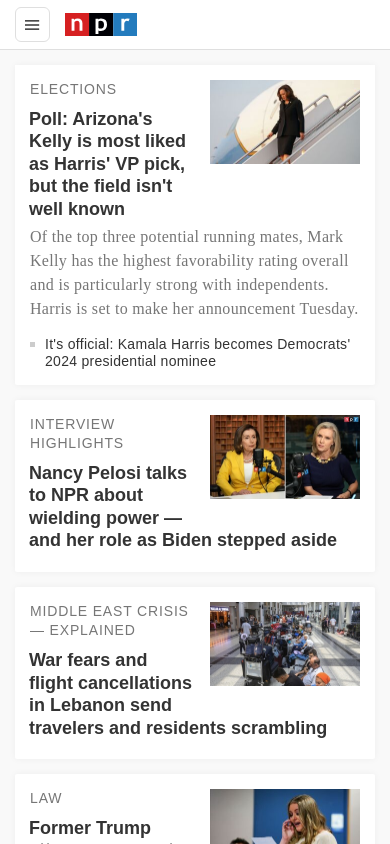 npr
ELECTIONS
Poll: Arizona's
Kelly is most liked
as Harris' VP pick,
but the field isn't
well known
Of the top three potential running mates, Mark
Kelly has the highest favorability rating overall
and is particularly strong with independents.
Harris is set to make her announcement Tuesday.
It's official: Kamala Harris becomes Democrats'
2024 presidential nominee
INTERVIEW
HIGHLIGHTS
Nancy Pelosi talks
to NPR about
wielding power —
and her role as Biden stepped aside
npr
MIDDLE EAST CRISIS
— EXPLAINED
War fears and
flight cancellations
in Lebanon send
travelers and residents scrambling
LAW
Former Trump